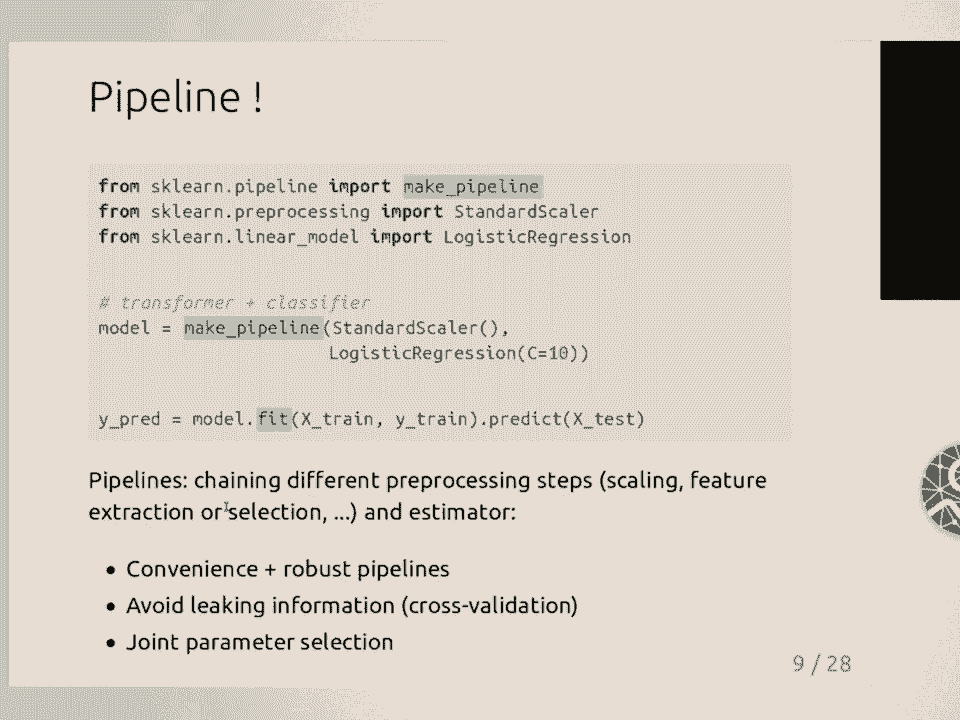 Pipeline !
from sklearn.pipeline import make_pipeline
from sklearn.preprocessing import StandardScaler
from sklearn.linear_model import LogisticRegression
# transformer + classifier
model = make_pipeline(StandardScaler(),
LogisticRegression(C=10))
y_pred = model.fit(X_train, y_train).predict(X_test)
Pipelines: chaining different preprocessing steps (scaling, feature
extraction or selection, ...) and estimator:
• Convenience + robust pipelines
• Avoid leaking information (cross-validation)
• Joint parameter selection
9 / 28